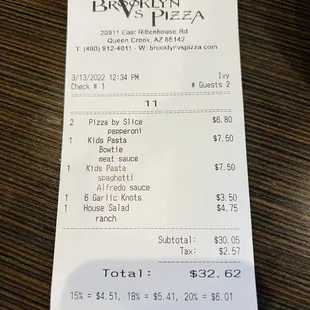 BROOKLYN
VS PIZZA
20911 East Rittenhouse Rd
Queen Creek, AZ 85142
T: (480) 912-4011 - W: brooklynvspizza.com
3/13/2022 12:34 PM Ivy
Check # 1 # Guests 2
11
2 Pizza by Slice $6.80
pepperoni
1 Kids Pasta $7.50
Bowtie
meat sauce
1 Kids Pasta $7.50
spaghetti
Alfredo sauce
1 6 Garlic Knots $3.50
1 House Salad $4.75
ranch
Subtotal: $30.05
Tax: $2.57
Total: $32.62
15% = $4.51, 18% = $5.41, 20% = $6.01